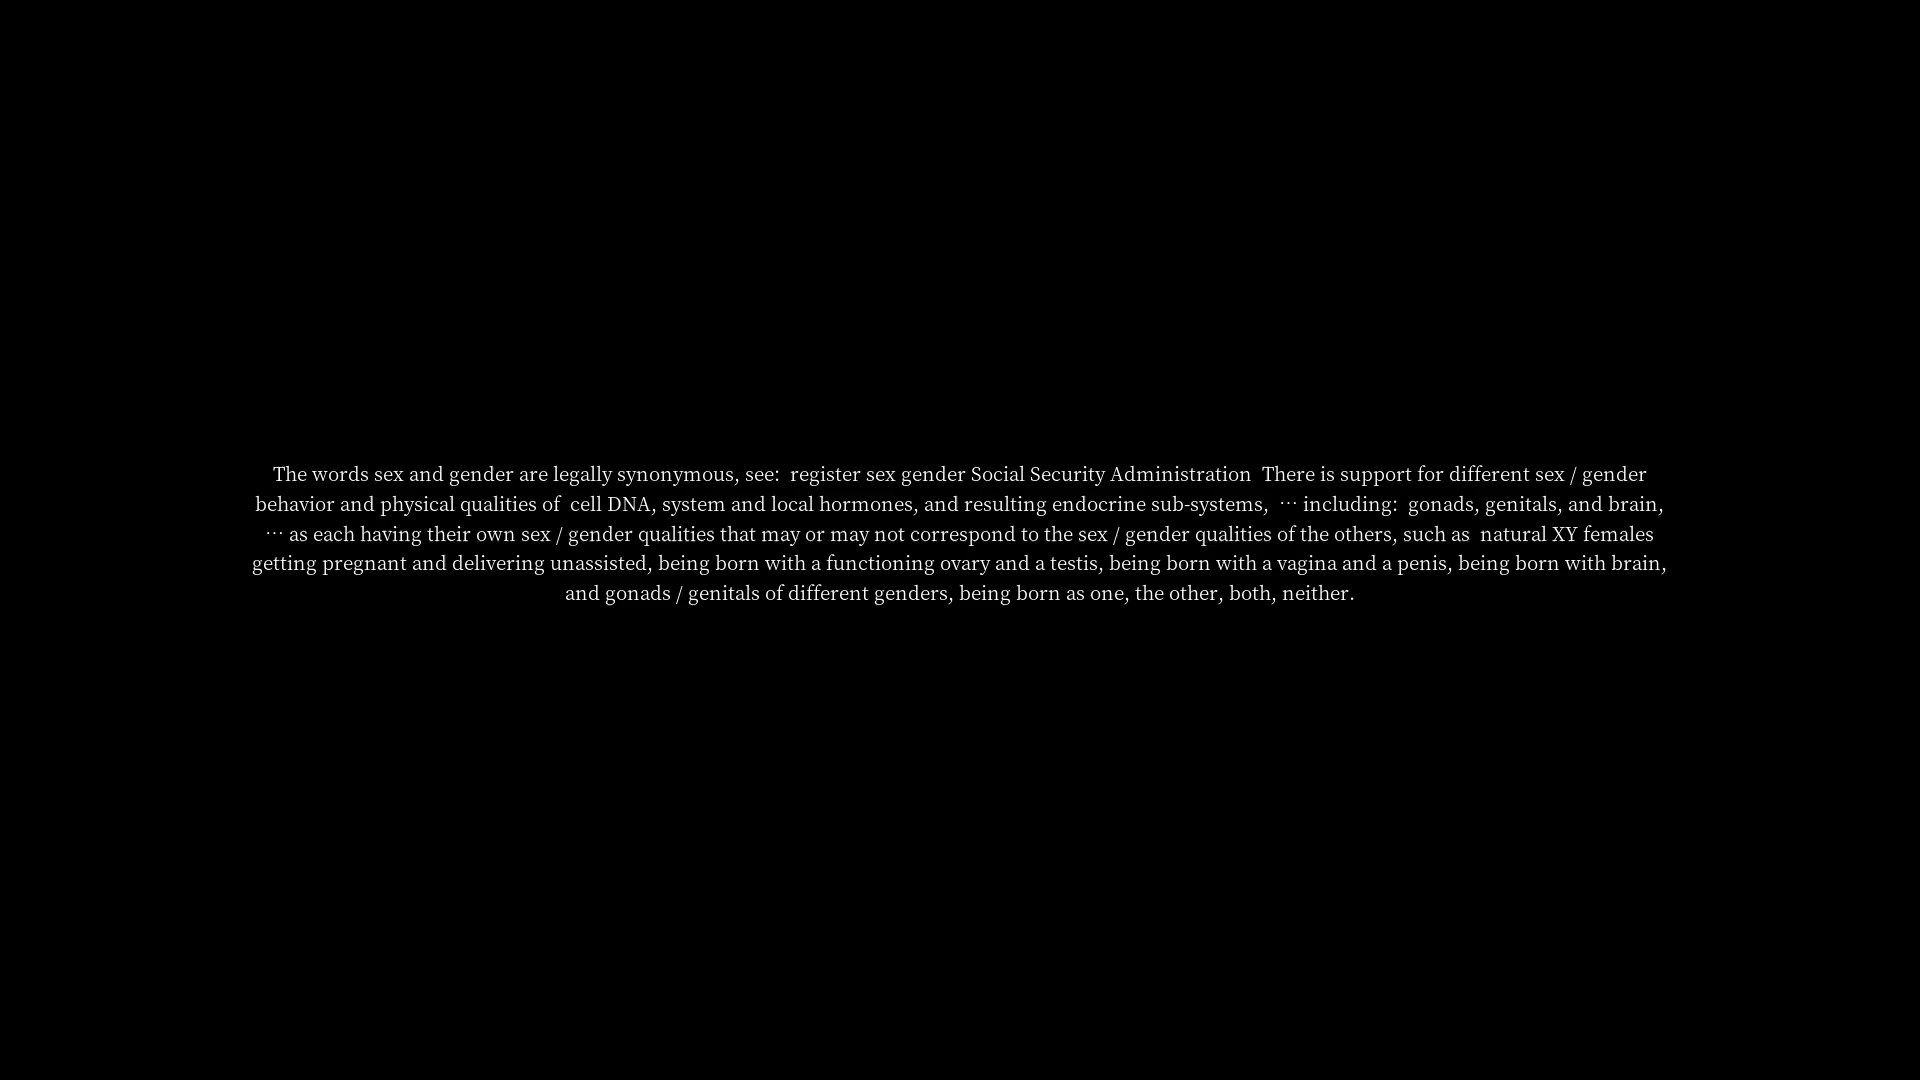 The words sex and gender are legally synonymous, see:  register sex gender Social Security Administration  There is support for different sex / gender
behavior and physical qualities of  cell DNA, system and local hormones, and resulting endocrine sub-systems,  … including:  gonads, genitals, and brain,
… as each having their own sex / gender qualities that may or may not correspond to the sex / gender qualities of the others, such as  natural XY females
getting pregnant and delivering unassisted, being born with a functioning ovary and a testis, being born with a vagina and a penis, being born with brain,
and gonads / genitals of different genders, being born as one, the other, both, neither.